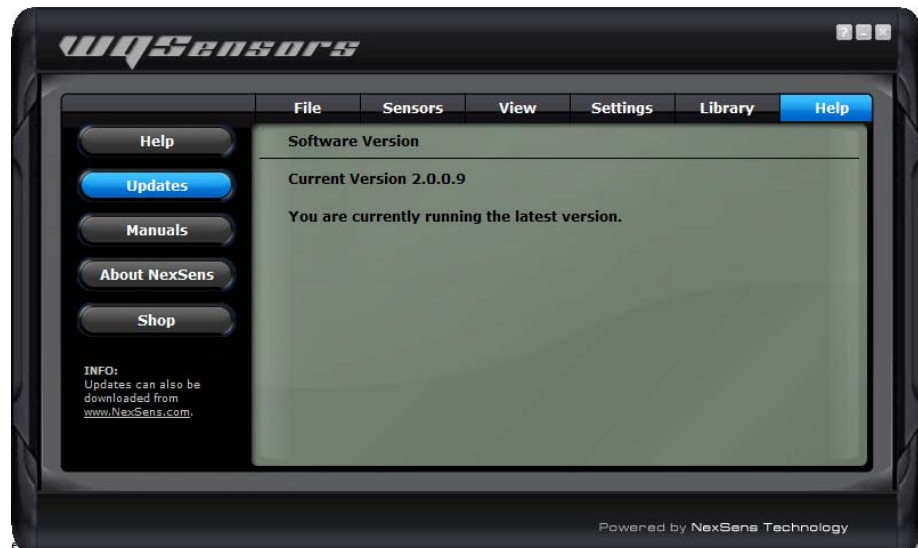 WQSensors
? - X
File Sensors View Settings Library Help
Help
Updates
Manuals
About NexSens
Shop
INFO:
Updates can also be
downloaded from
www.NexSens.com.
Software Version
Current Version 2.0.0.9
You are currently running the latest version.
Powered by NexSens Technology